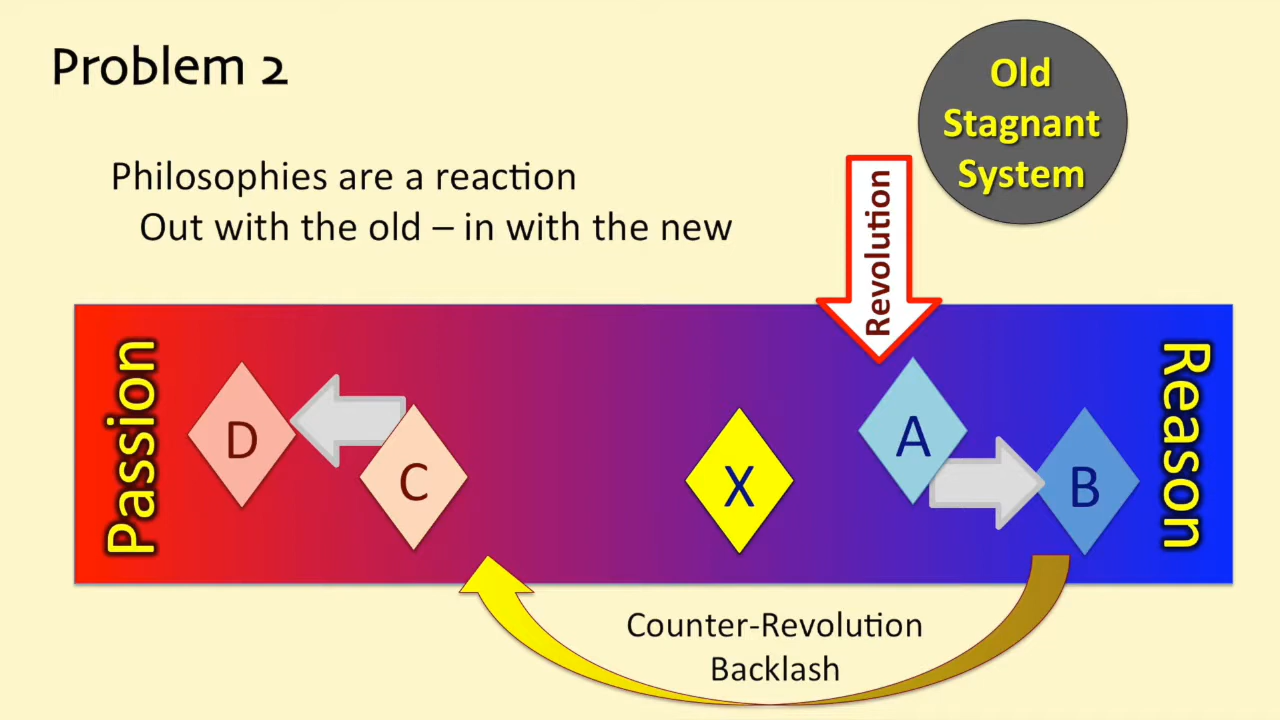 Problem 2
Old
Stagnant
System
Philosophies are a reaction
Out with the old – in with the new
Revolution
Passion
D
C
X
A
B
Reason
Counter-Revolution
Backlash